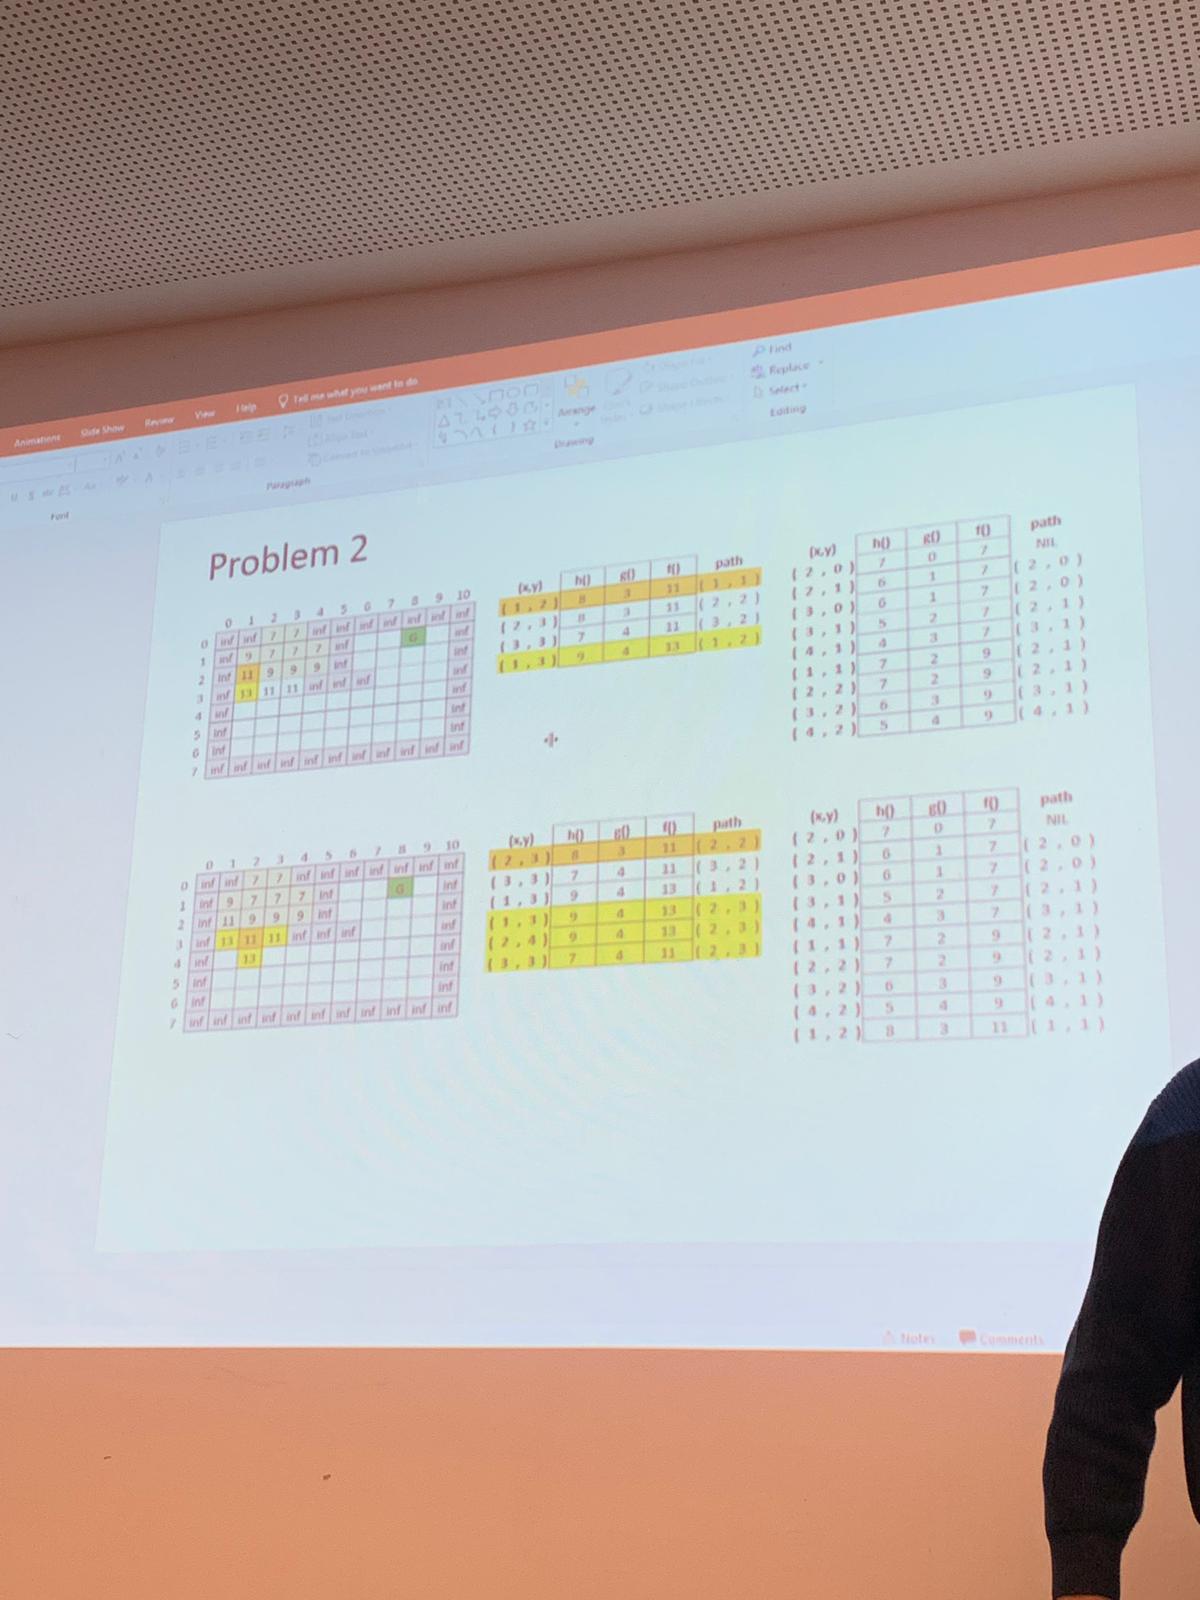 Animations Slide Show Review View Help Tell me what you want to do
Find
Replace
Select
Editing
Arrange
Drawing
Paragraph
Font
Problem 2
0 1 2 3 4 5 6 7 8 9 10
0 inf inf 7 7 inf inf inf inf inf inf inf
1 inf 9 7 7 7 inf G inf
2 inf 11 9 9 9 inf inf
3 inf 13 11 11 inf inf inf inf
4 inf inf
5 inf inf
6 inf inf
7 inf inf inf inf inf inf inf inf inf inf inf
(x,y) h() g() f() path
( 1 , 2 ) 8 3 11 ( 1 , 1 )
( 2 , 3 ) 8 3 11 ( 2 , 2 )
( 3 , 3 ) 7 4 11 ( 3 , 2 )
( 1 , 3 ) 9 4 13 ( 1 , 2 )
(x,y) h() g() f() path
( 2 , 0 ) 7 0 7 NIL
( 2 , 1 ) 6 1 7 ( 2 , 0 )
( 3 , 0 ) 6 1 7 ( 2 , 0 )
( 3 , 1 ) 5 2 7 ( 2 , 1 )
( 4 , 1 ) 4 3 7 ( 3 , 1 )
( 1 , 1 ) 7 2 9 ( 2 , 1 )
( 2 , 2 ) 7 2 9 ( 2 , 1 )
( 3 , 2 ) 6 3 9 ( 3 , 1 )
( 4 , 2 ) 5 4 9 ( 4 , 1 )
0 1 2 3 4 5 6 7 8 9 10
0 inf inf 7 7 inf inf inf inf inf inf inf
1 inf 9 7 7 7 inf G inf
2 inf 11 9 9 9 inf inf
3 inf 13 11 11 inf inf inf inf
4 inf 13 inf
5 inf inf
6 inf inf
7 inf inf inf inf inf inf inf inf inf inf inf
(x,y) h() g() f() path
( 2 , 3 ) 8 3 11 ( 2 , 2 )
( 3 , 3 ) 7 4 11 ( 3 , 2 )
( 1 , 3 ) 9 4 13 ( 1 , 2 )
( 1 , 3 ) 9 4 13 ( 2 , 3 )
( 2 , 4 ) 9 4 13 ( 2 , 3 )
( 3 , 3 ) 7 4 11 ( 2 , 3 )
(x,y) h() g() f() path
( 2 , 0 ) 7 0 7 NIL
( 2 , 1 ) 6 1 7 ( 2 , 0 )
( 3 , 0 ) 6 1 7 ( 2 , 0 )
( 3 , 1 ) 5 2 7 ( 2 , 1 )
( 4 , 1 ) 4 3 7 ( 3 , 1 )
( 1 , 1 ) 7 2 9 ( 2 , 1 )
( 2 , 2 ) 7 2 9 ( 2 , 1 )
( 3 , 2 ) 6 3 9 ( 3 , 1 )
( 4 , 2 ) 5 4 9 ( 4 , 1 )
( 1 , 2 ) 8 3 11 ( 1 , 1 )
Notes Comments